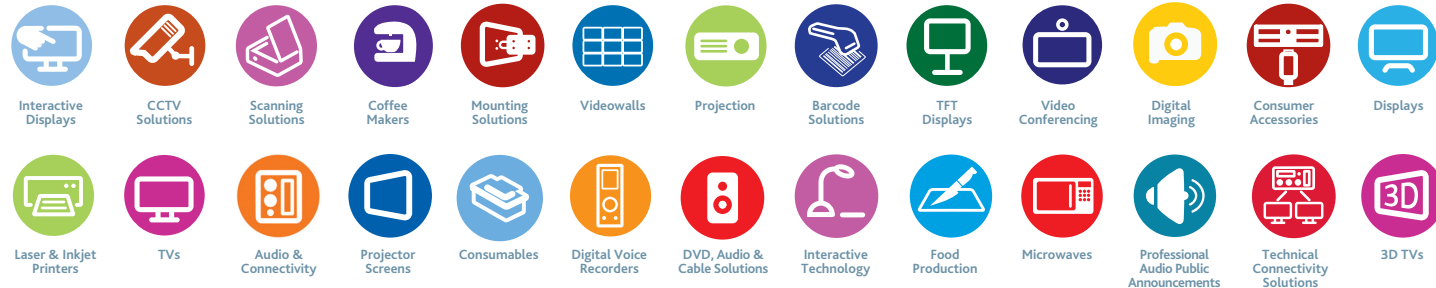 Interactive
Displays
CCTV
Solutions
Scanning
Solutions
Coffee
Makers
Mounting
Solutions
Videowalls
Projection
Barcode
Solutions
TFT
Displays
Video
Conferencing
Digital
Imaging
Consumer
Accessories
Displays
Laser & Inkjet
Printers
TVs
Audio &
Connectivity
Projector
Screens
Consumables
Digital Voice
Recorders
DVD, Audio &
Cable Solutions
Interactive
Technology
Food
Production
Microwaves
Professional
Audio Public
Announcements
Technical
Connectivity
Solutions
3D
3D TVs